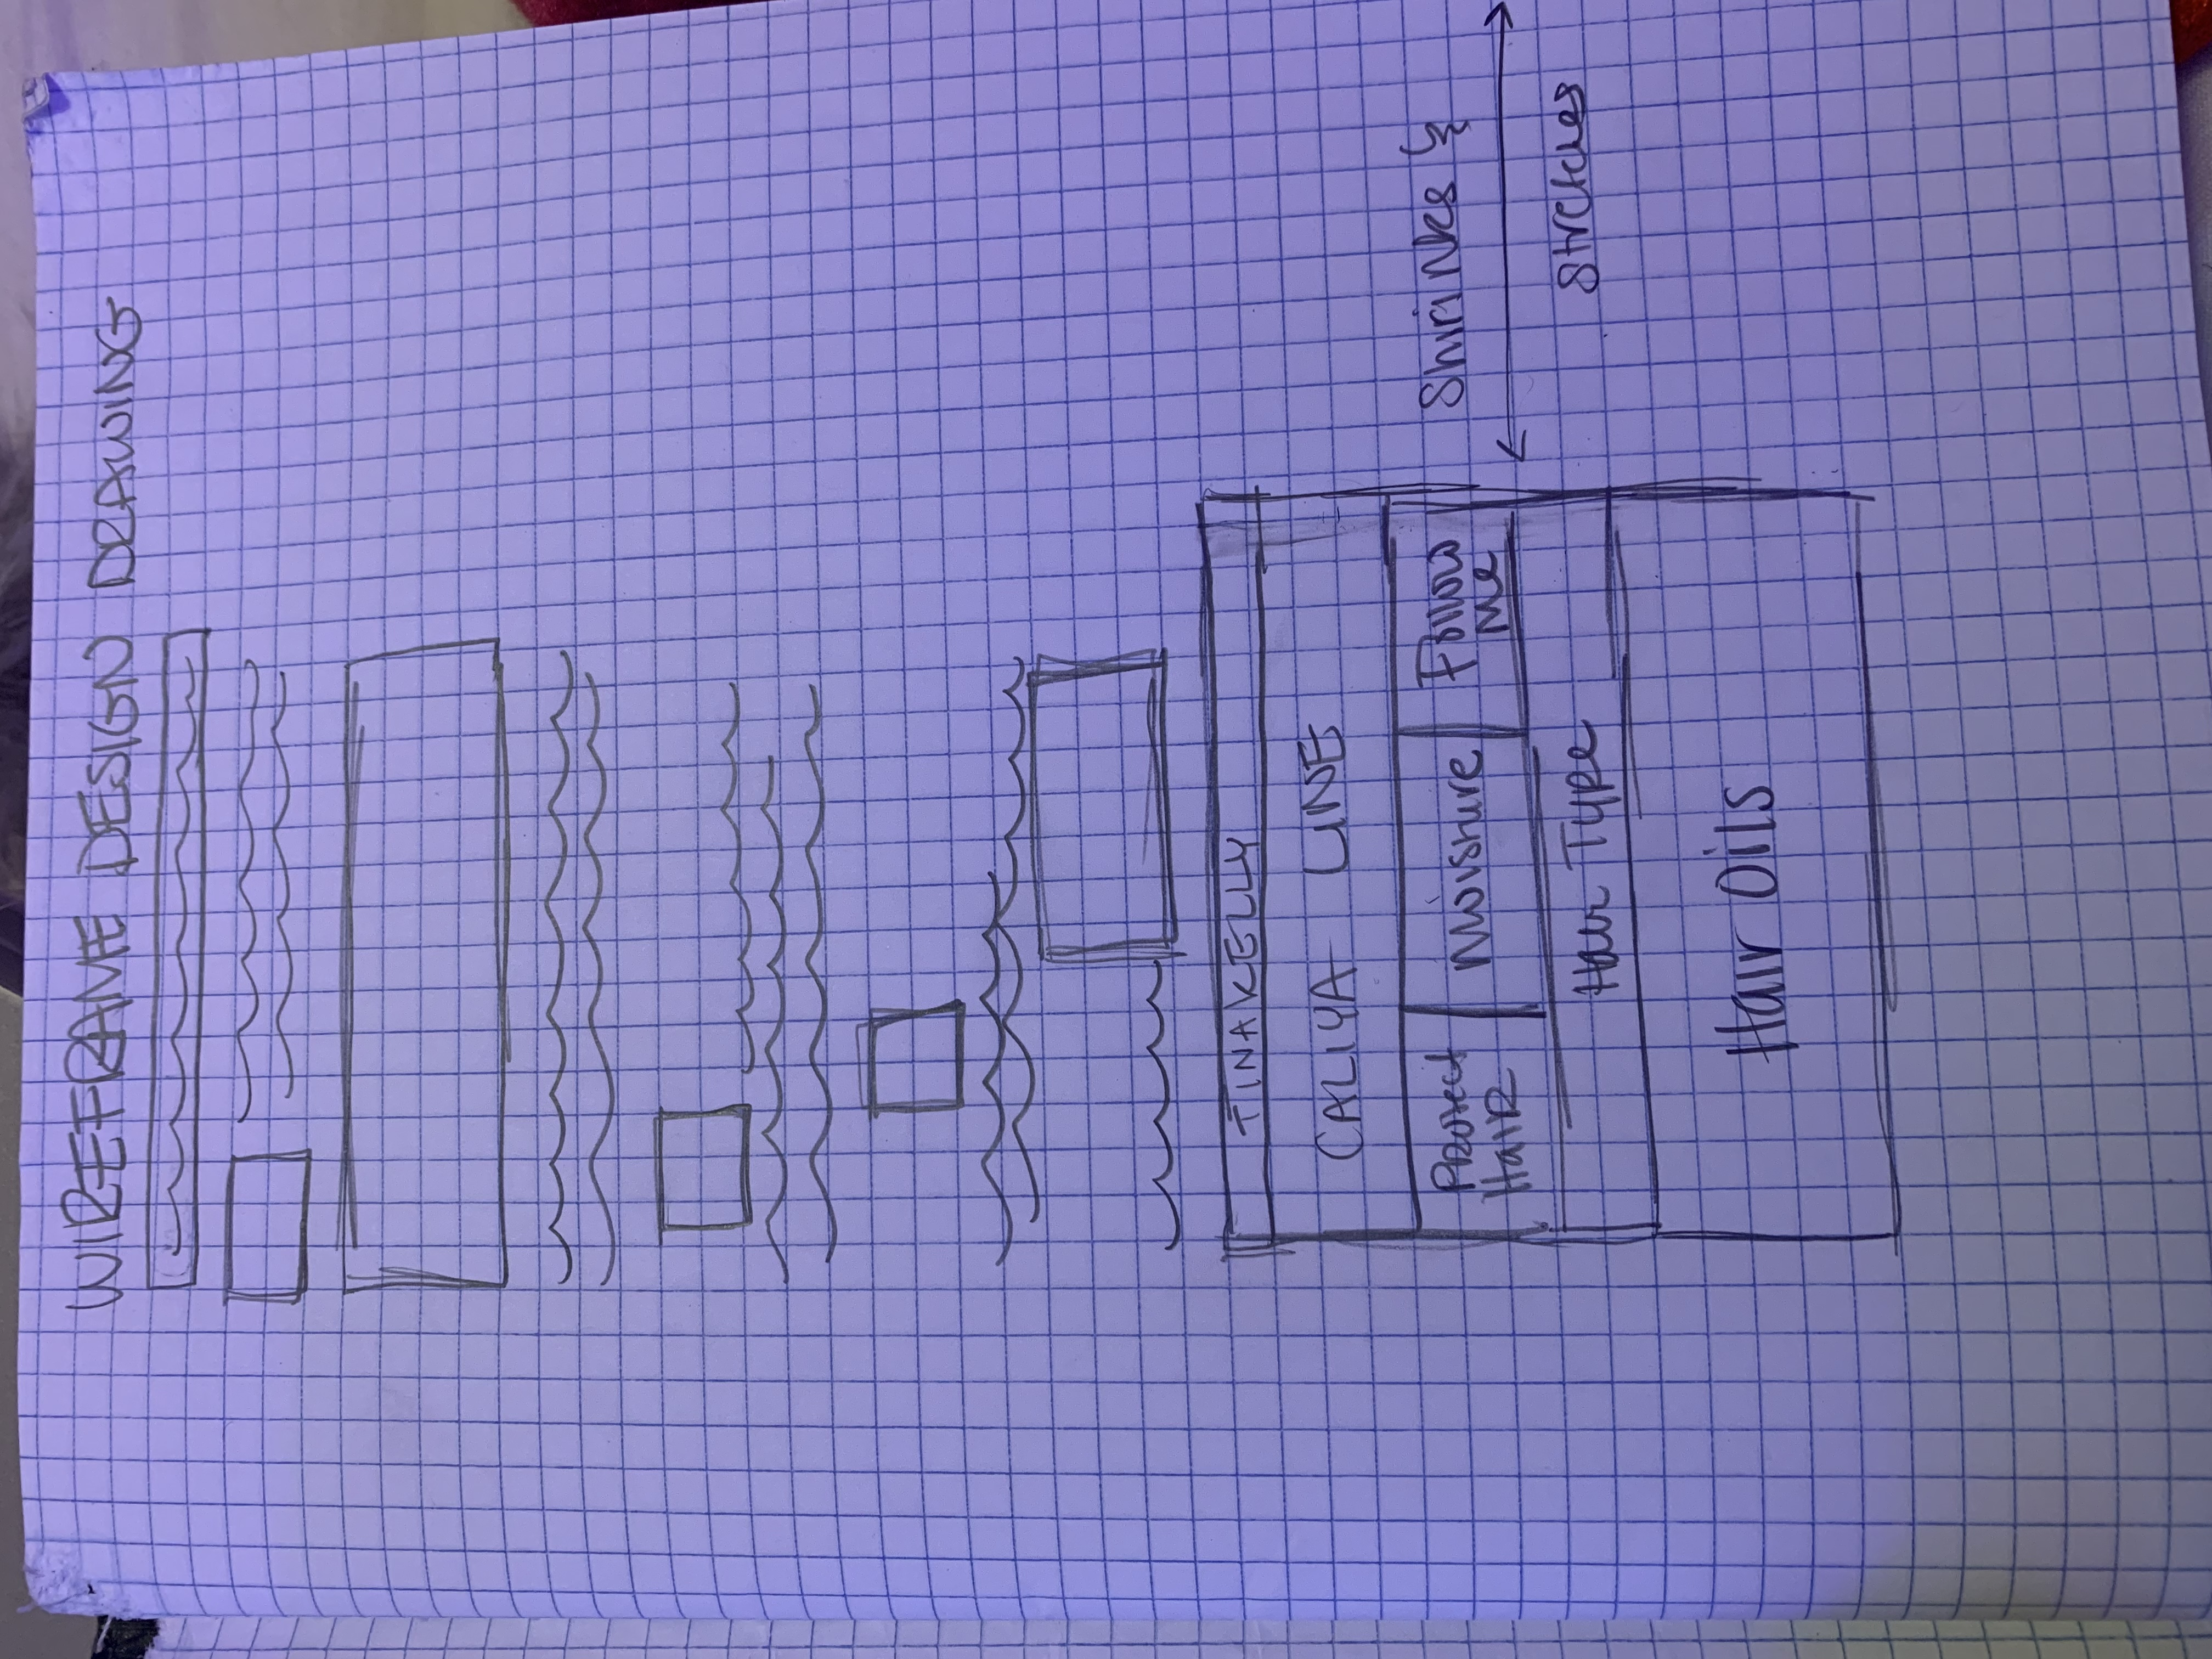 WIREFRAME DESIGN DRAWING
TINAKELLY
CALIYA LINE
Protect
Hair
Moisture
Follow
Me
Shrinks &
Stretches
Hair Type
Hair Oils